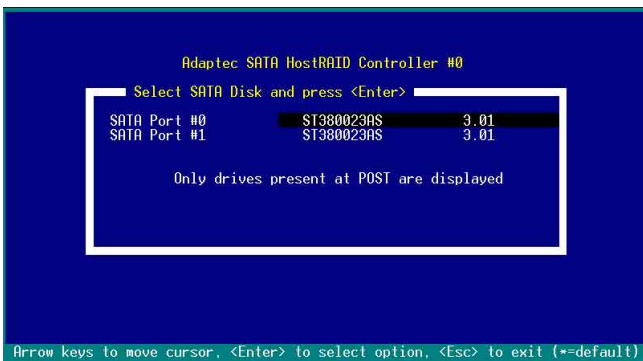 Adaptec SATA HostRAID Controller #0
Select SATA Disk and press <Enter>
SATA Port #0 ST380023AS 3.01
SATA Port #1 ST380023AS 3.01
Only drives present at POST are displayed
Arrow keys to move cursor, <Enter> to select option, <Esc> to exit (*=default)